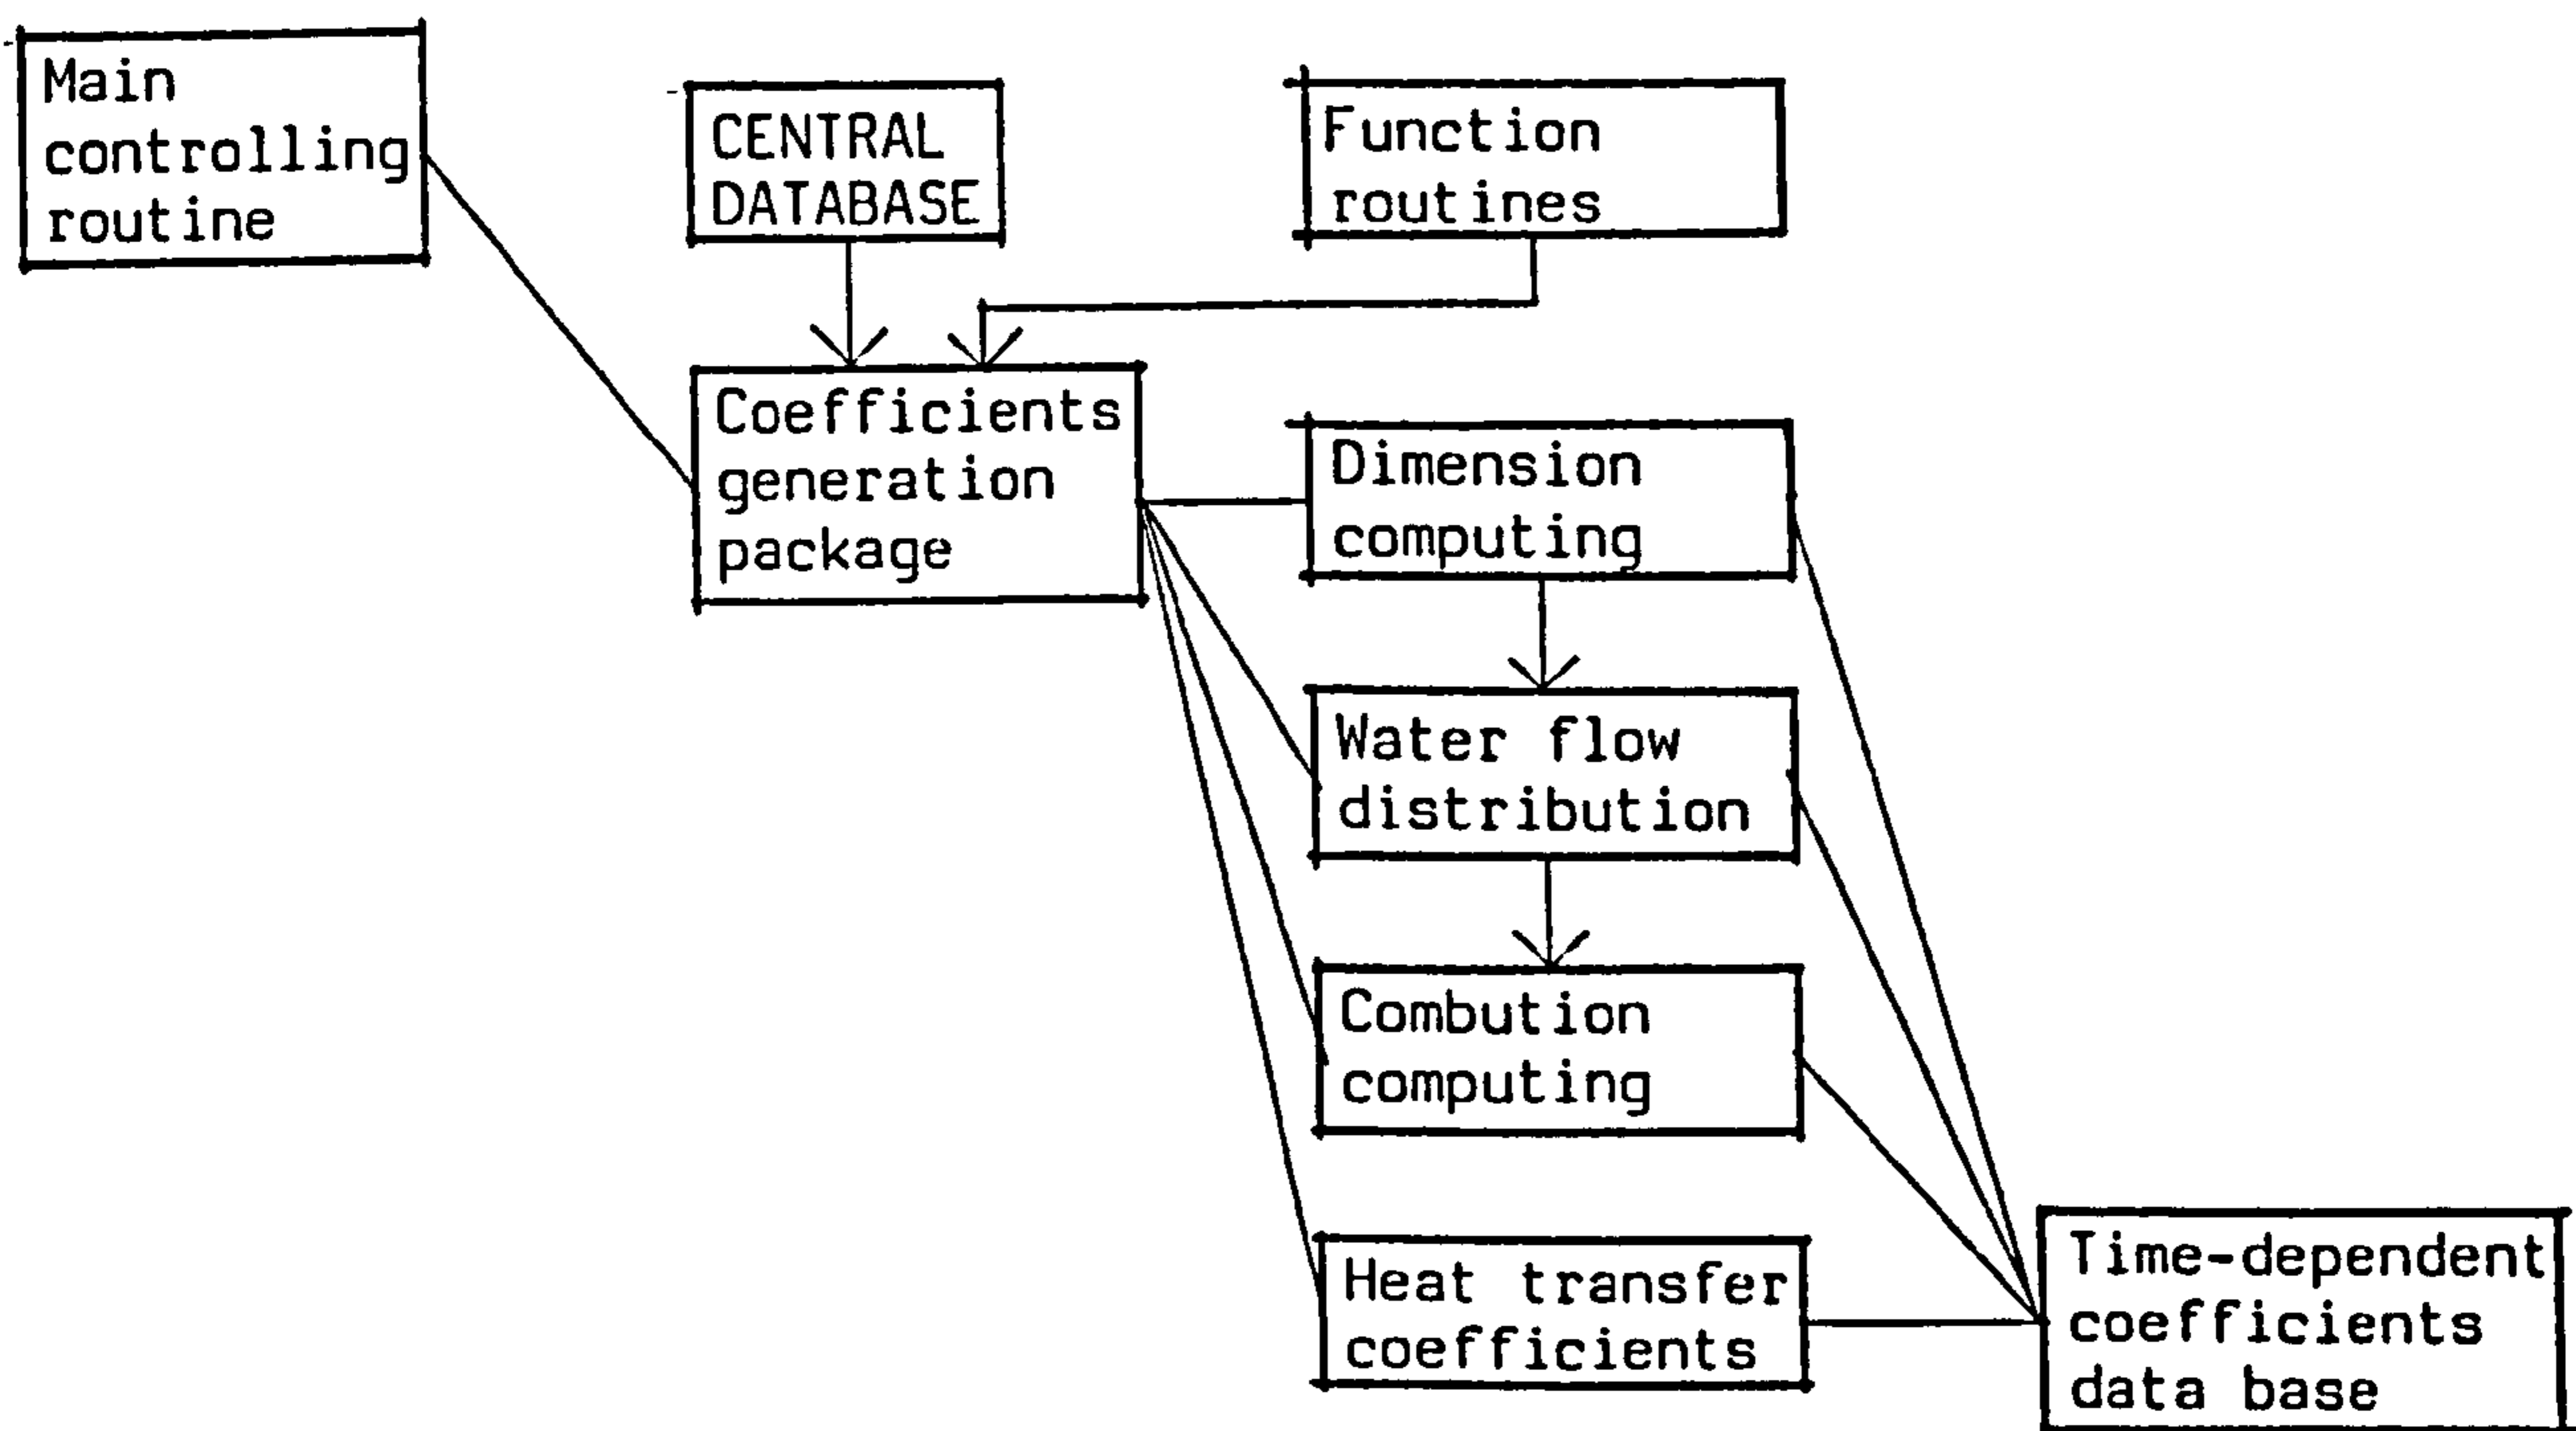 Main
controlling
routine
CENTRAL
DATABASE
Function
routines
Coefficients
generation
package
Dimension
computing
Water flow
distribution
Combution
computing
Heat transfer
coefficients
Time-dependent
coefficients
data base